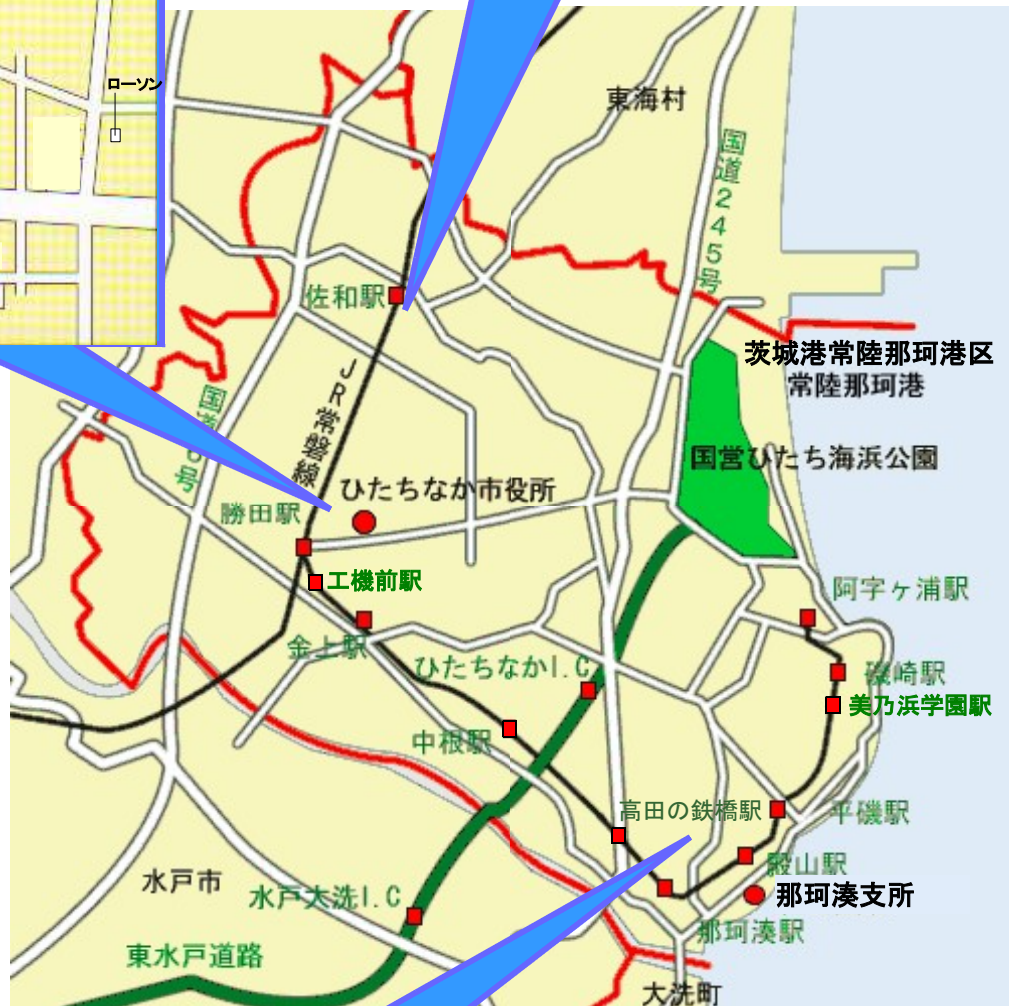 ローソン
東海村
国道245号
佐和駅
茨城港常陸那珂港区
常陸那珂港
JR常磐線
国道6号
国営ひたち海浜公園
ひたちなか市役所
勝田駅
工機前駅
阿字ヶ浦駅
金上駅
ひたちなかI.C
磯崎駅
美乃浜学園駅
中根駅
高田の鉄橋駅
平磯駅
殿山駅
水戸市
水戸大洗I.C
那珂湊支所
那珂湊駅
東水戸道路
大洗町